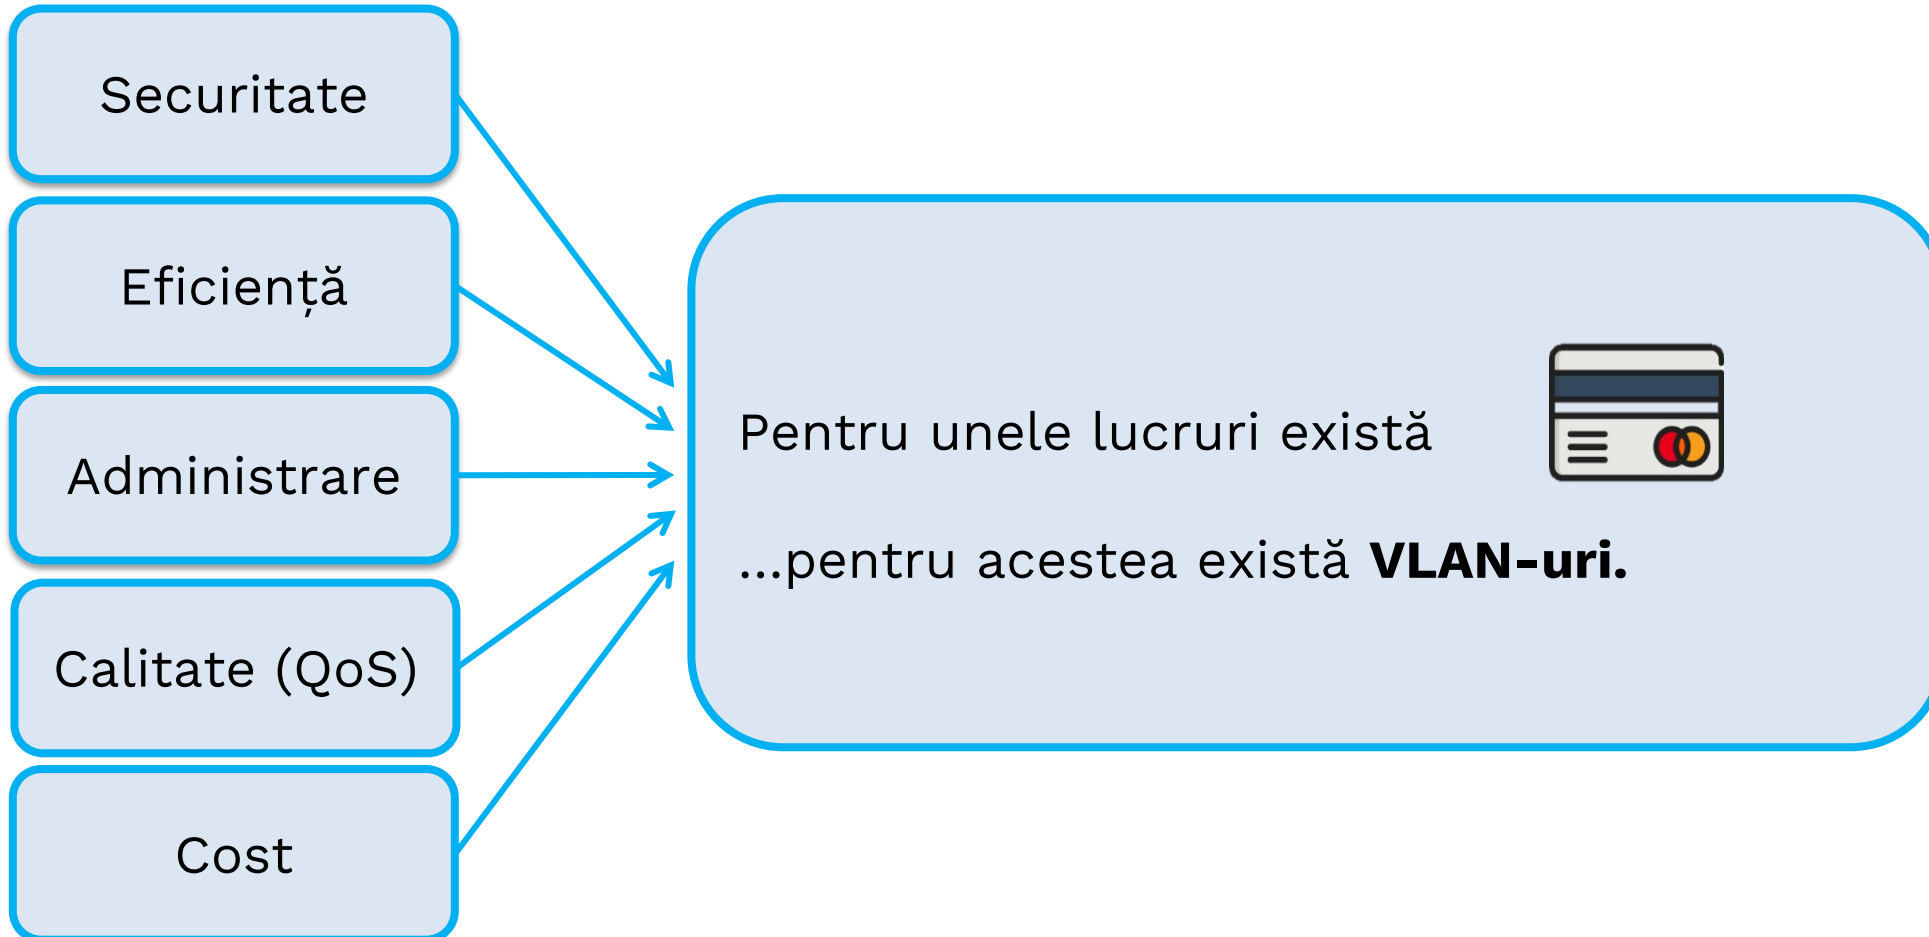 Securitate
Eficiență
Administrare
Calitate (QoS)
Cost
Pentru unele lucruri există
...pentru acestea există VLAN-uri.